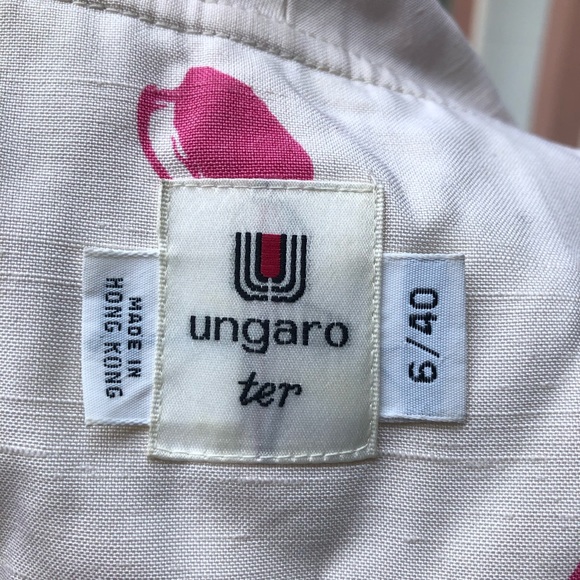 ungaro
ter
MADE IN
HONG KONG
6/40